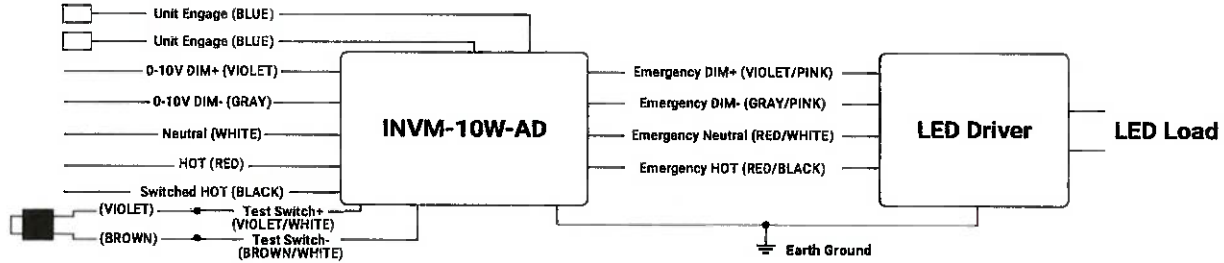 Unit Engage (BLUE)
Unit Engage (BLUE)
0-10V DIM+ (VIOLET)
0-10V DIM- (GRAY)
Neutral (WHITE)
HOT (RED)
Switched HOT (BLACK)
(VIOLET)
Test Switch+
(VIOLET/WHITE)
(BROWN)
Test Switch-
(BROWN/WHITE)
INVM-10W-AD
Emergency DIM+ (VIOLET/PINK)
Emergency DIM- (GRAY/PINK)
Emergency Neutral (RED/WHITE)
Emergency HOT (RED/BLACK)
LED Driver
LED Load
Earth Ground